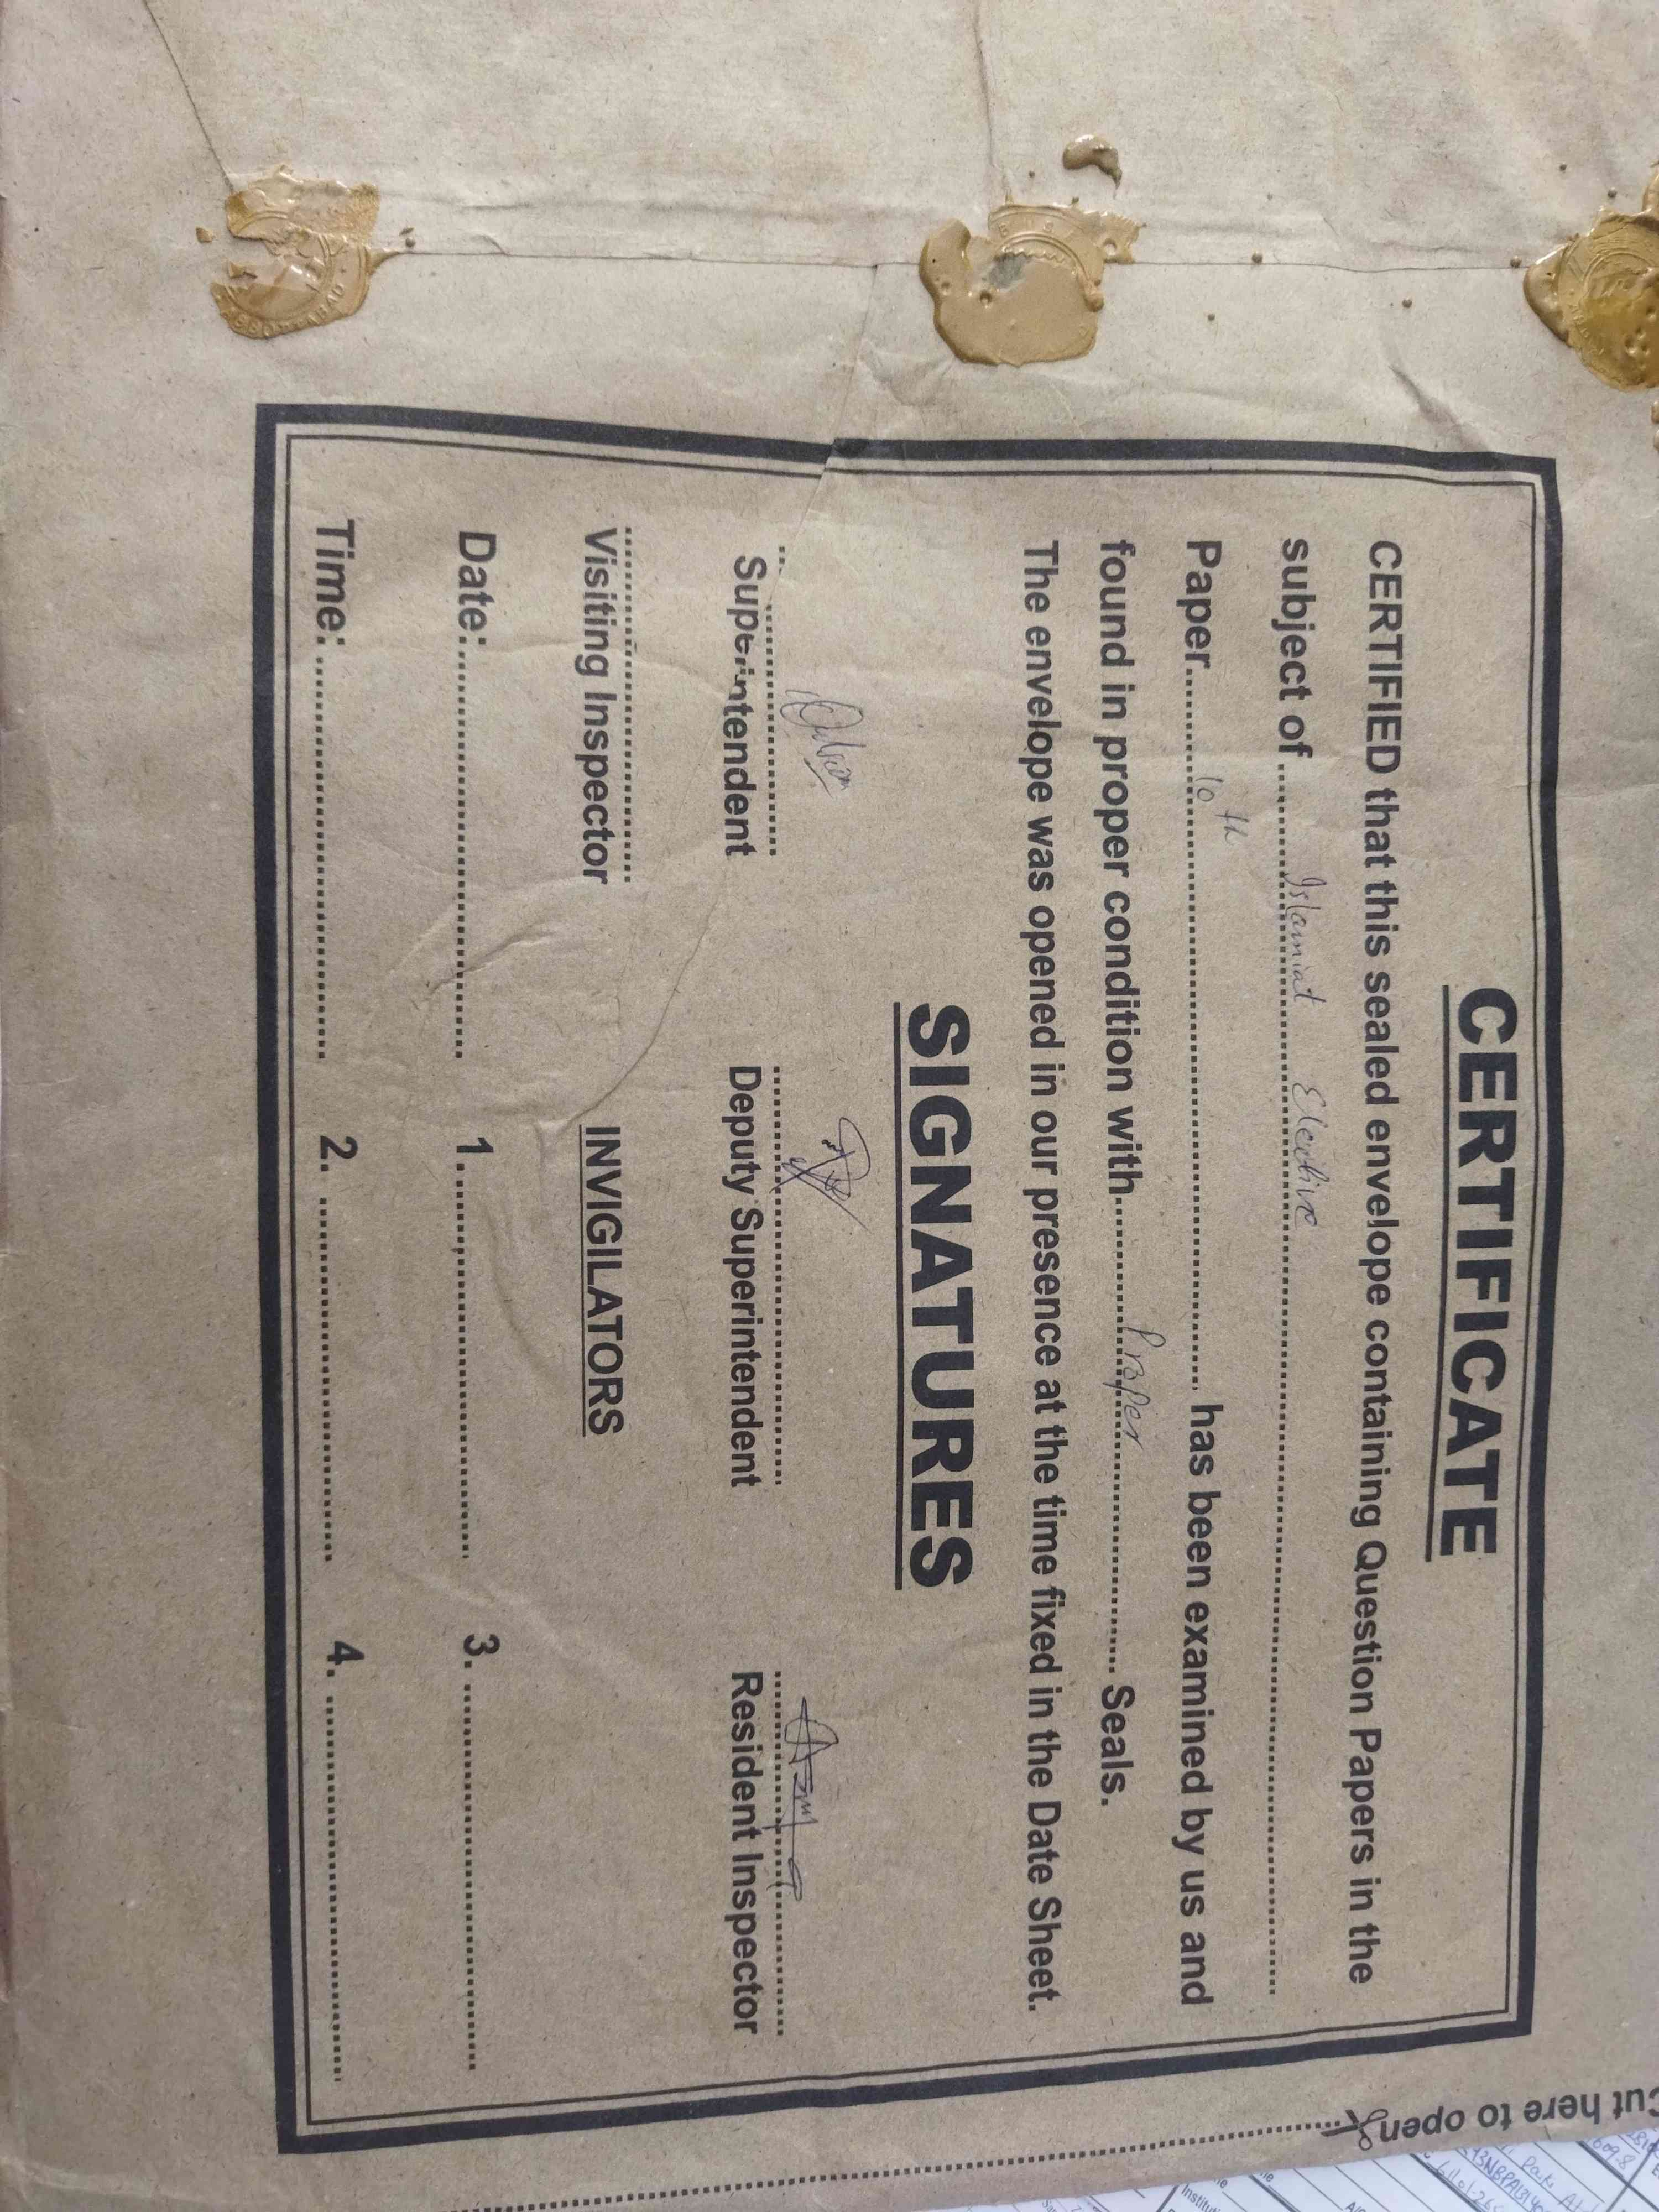 CERTIFICATE
CERTIFIED that this sealed envelope containing Question Papers in the
subject of ........ Islamiat Elective ........
Paper........ 10th ........ has been examined by us and
found in proper condition with........ Proper ........ Seals.
The envelope was opened in our presence at the time fixed in the Date Sheet.
SIGNATURES
Superintendent Deputy Superintendent Resident Inspector
Visiting Inspector INVIGILATORS
Date:........ 1......... 3. ........
Time: ........ 2. ........ 4. ........
Cut here to open